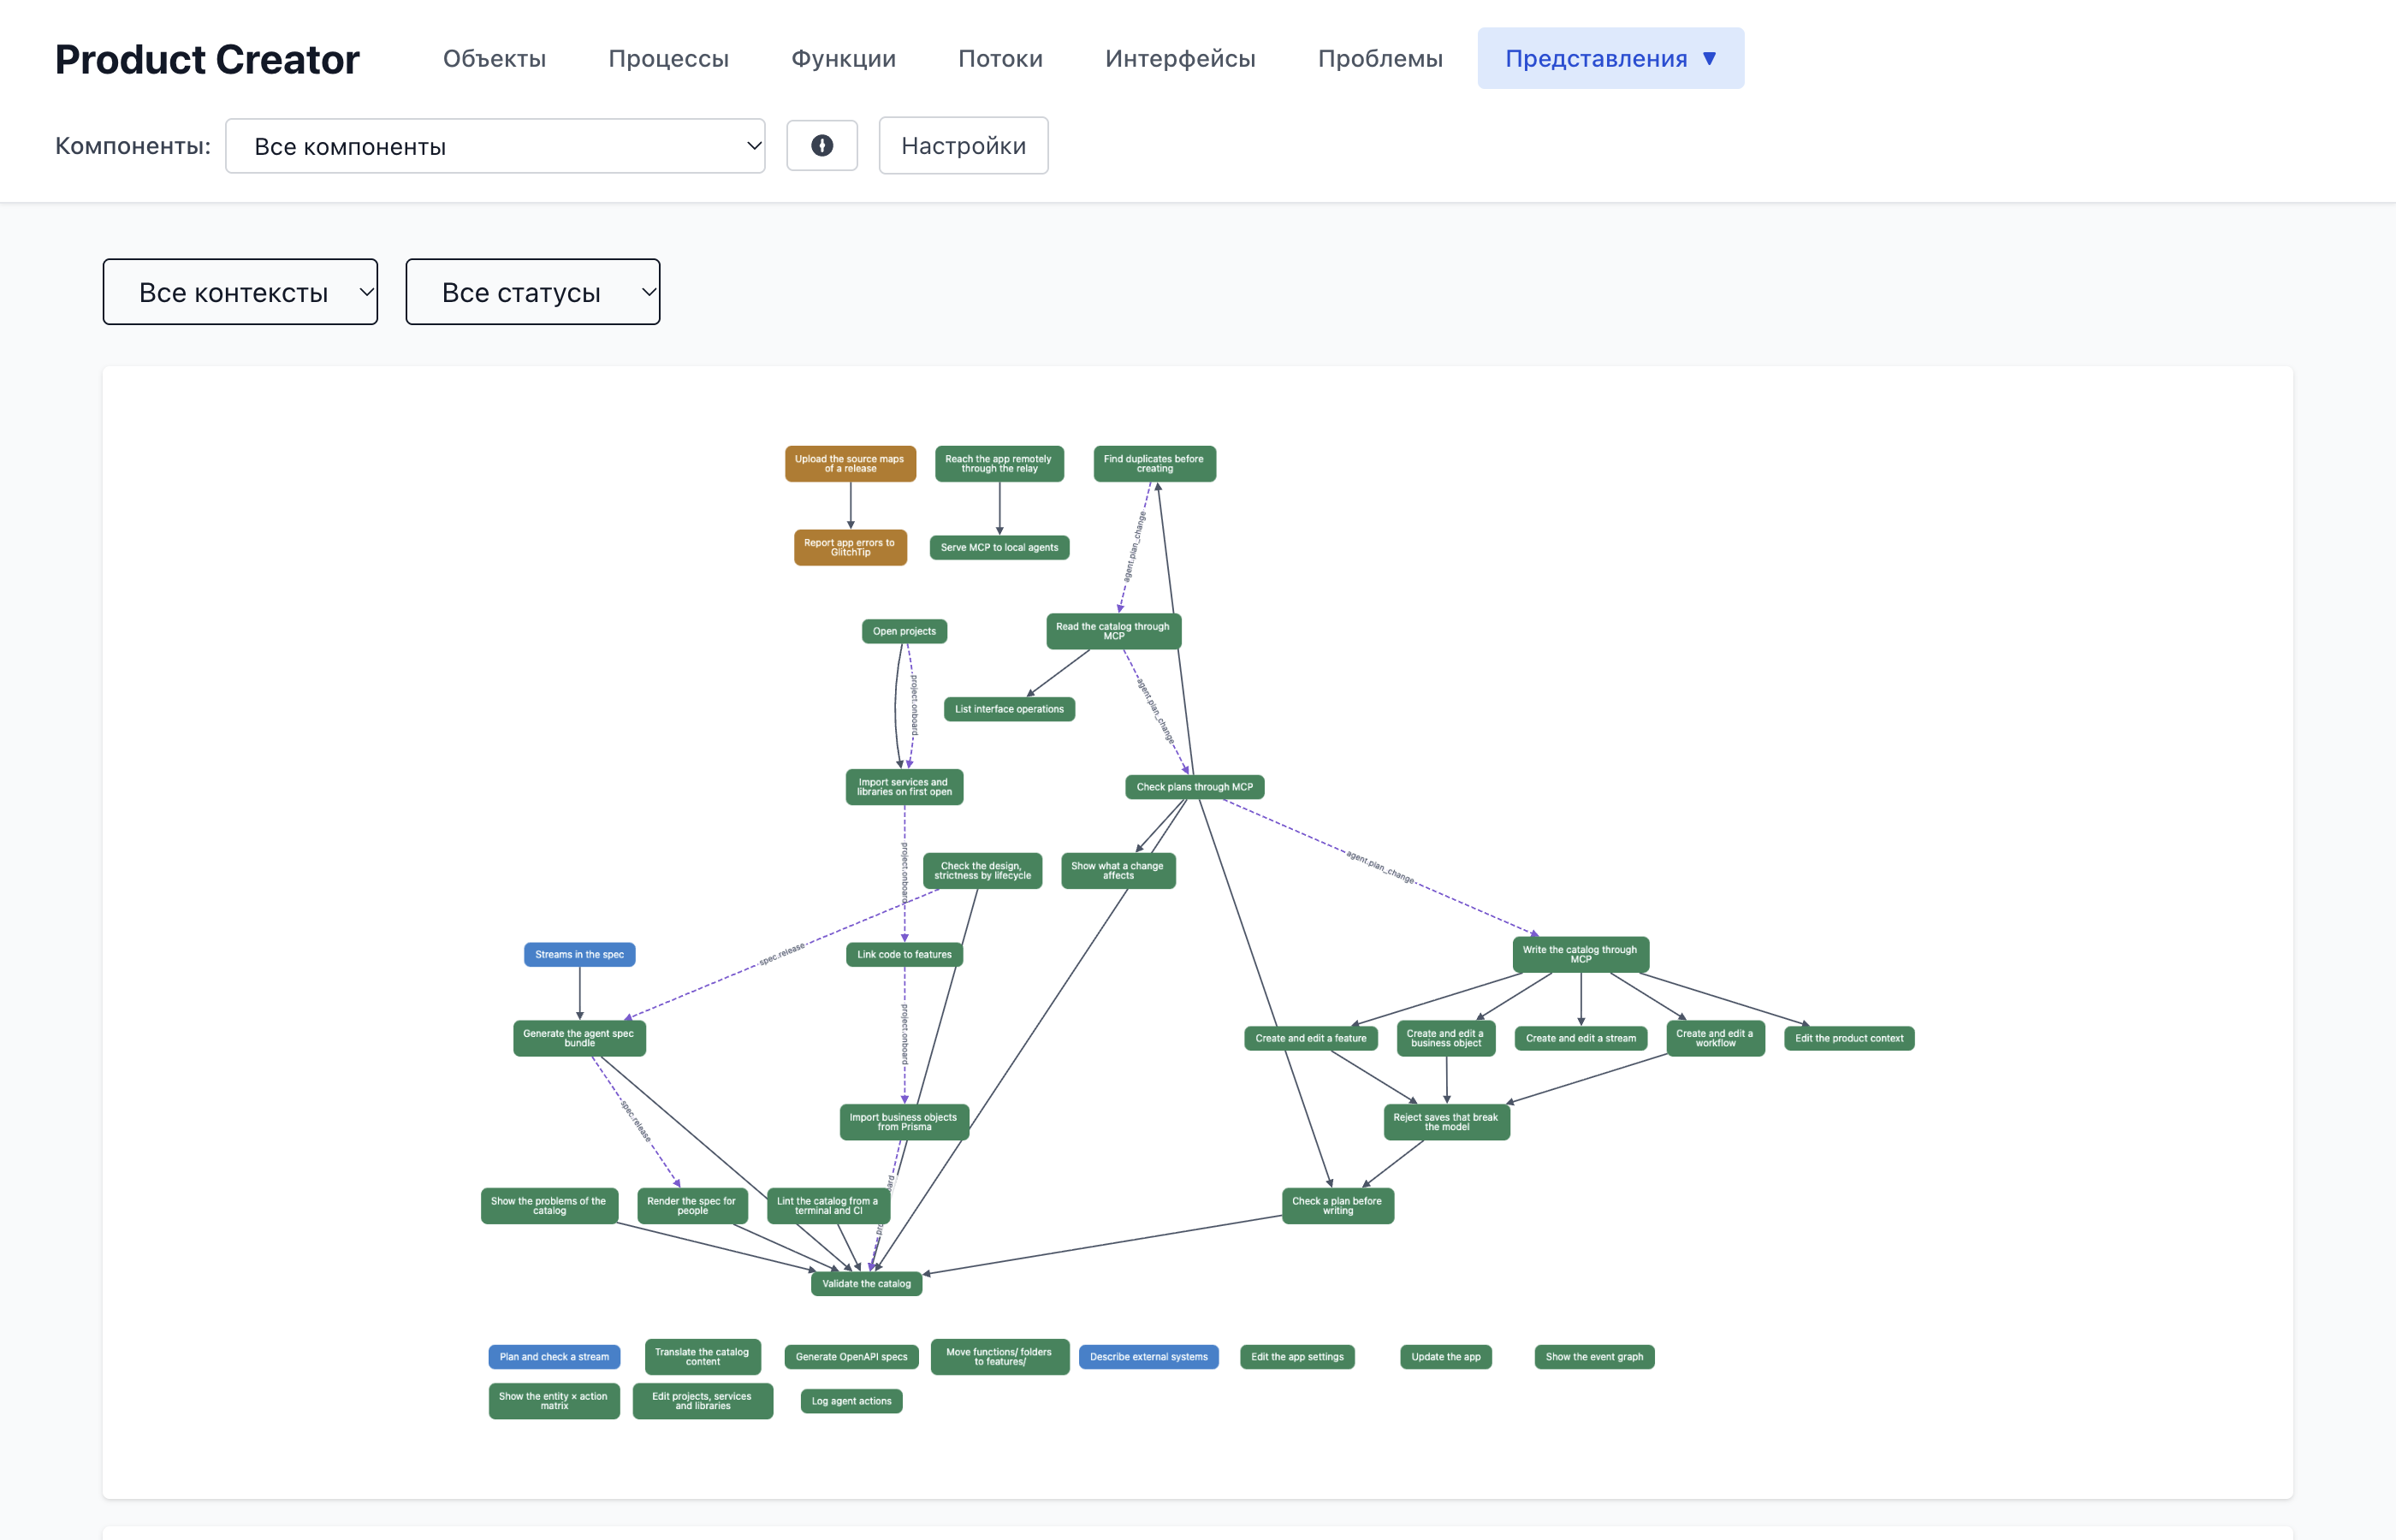 Product Creator
Объекты
Процессы
Функции
Потоки
Интерфейсы
Проблемы
Представления ▼
Компоненты:
Все компоненты
Настройки
Все контексты
Все статусы
Upload the source maps
of a release
Reach the app remotely
through the relay
Find duplicates before
creating
agent.plan_change
Report app errors to
GlitchTip
Serve MCP to local agents
Open projects
Read the catalog through
MCP
project.onboard
agent.plan_change
List interface operations
Import services and
libraries on first open
Check plans through MCP
project.onboard
Check the design,
strictness by lifecycle
Show what a change
affects
agent.plan_change
spec.release
Streams in the spec
Link code to features
Write the catalog through
MCP
project.onboard
Generate the agent spec
bundle
Create and edit a feature
Create and edit a
business object
Create and edit a stream
Create and edit a
workflow
Edit the product context
spec.release
Import business objects
from Prisma
Reject saves that break
the model
Show the problems of the
catalog
Render the spec for
people
Lint the catalog from a
terminal and CI
Check a plan before
writing
Validate the catalog
Plan and check a stream
Translate the catalog
content
Generate OpenAPI specs
Move functions/ folders
to features/
Describe external systems
Edit the app settings
Update the app
Show the event graph
Show the entity × action
matrix
Edit projects, services
and libraries
Log agent actions